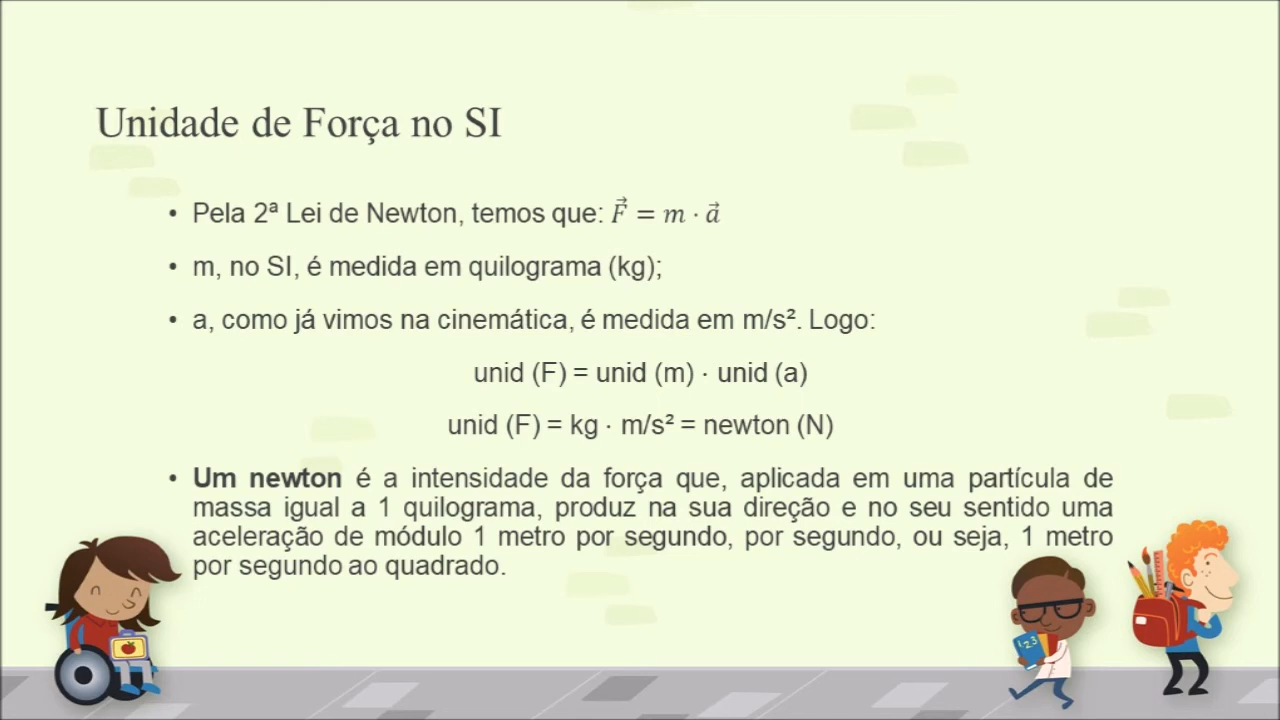 Unidade de Força no SI
• Pela 2ª Lei de Newton, temos que: F⃗ = m · a⃗
• m, no SI, é medida em quilograma (kg);
• a, como já vimos na cinemática, é medida em m/s². Logo:
unid (F) = unid (m) · unid (a)
unid (F) = kg · m/s² = newton (N)
• Um newton é a intensidade da força que, aplicada em uma partícula de
massa igual a 1 quilograma, produz na sua direção e no seu sentido uma
aceleração de módulo 1 metro por segundo, por segundo, ou seja, 1 metro
por segundo ao quadrado.
123